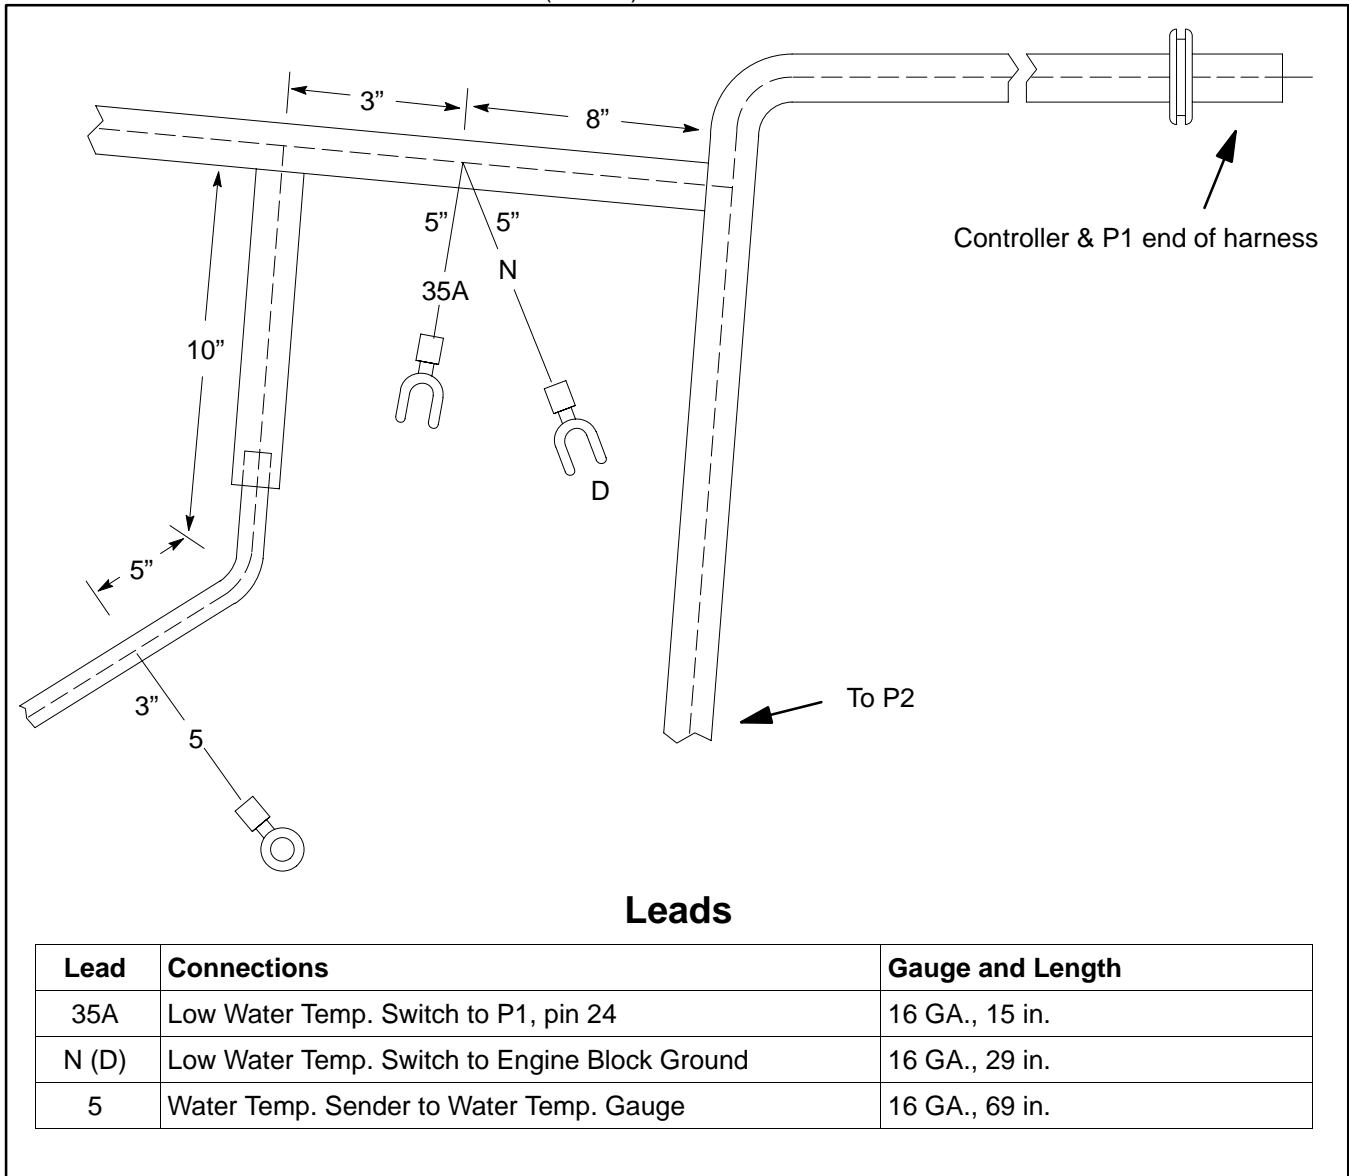 3”
8”
5”
5”
Controller & P1 end of harness
N
35A
10”
D
5”
To P2
3”
5
Leads
Lead Connections Gauge and Length
35A Low Water Temp. Switch to P1, pin 24 16 GA., 15 in.
N (D) Low Water Temp. Switch to Engine Block Ground 16 GA., 29 in.
5 Water Temp. Sender to Water Temp. Gauge 16 GA., 69 in.